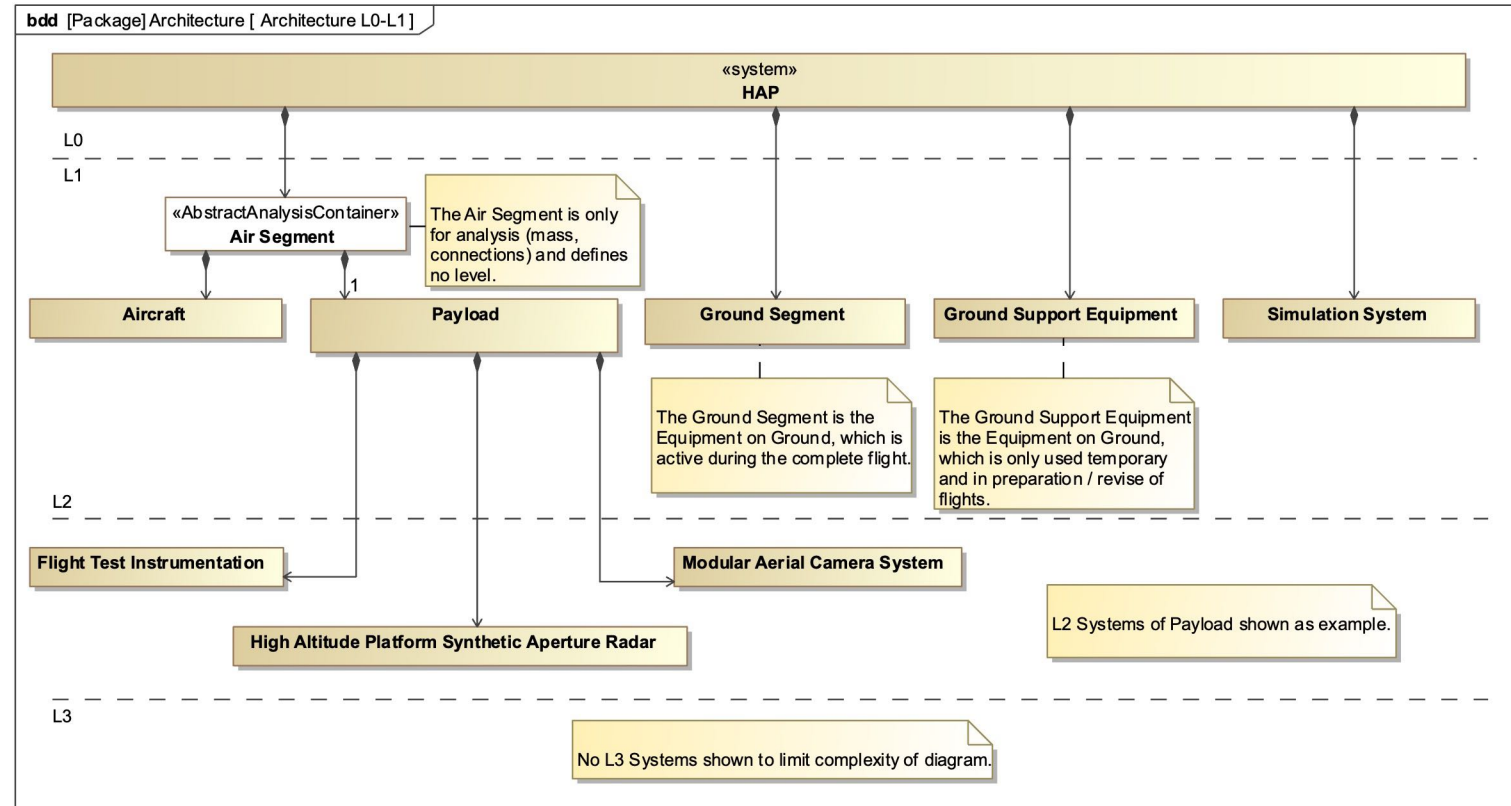 bdd [Package] Architecture [ Architecture L0-L1 ]
«system»
HAP
L0
L1
«AbstractAnalysisContainer»
Air Segment
The Air Segment is only
for analysis (mass,
connections) and defines
no level.
1
Aircraft
Payload
Ground Segment
Ground Support Equipment
Simulation System
The Ground Segment is the
Equipment on Ground, which is
active during the complete flight.
The Ground Support Equipment
is the Equipment on Ground,
which is only used temporary
and in preparation / revise of
flights.
L2
Flight Test Instrumentation
Modular Aerial Camera System
L2 Systems of Payload shown as example.
High Altitude Platform Synthetic Aperture Radar
L3
No L3 Systems shown to limit complexity of diagram.